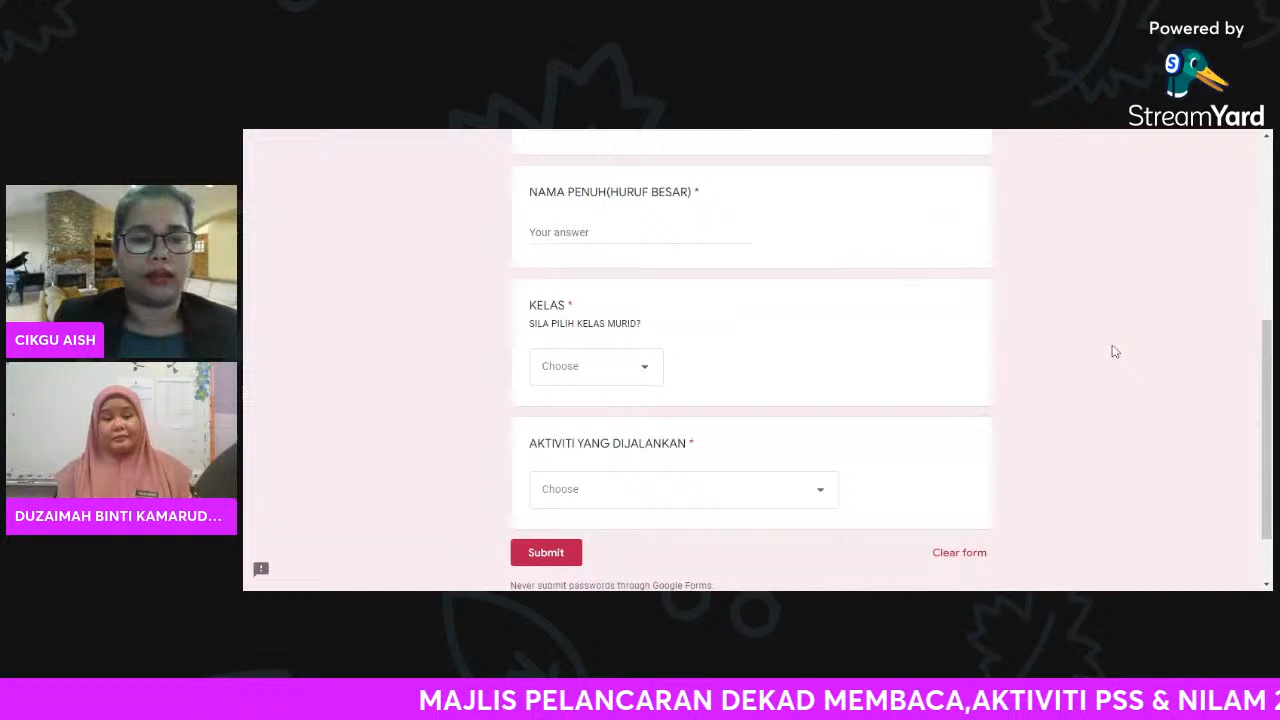 Powered by
StreamYard
NAMA PENUH(HURUF BESAR) *
Your answer
KELAS *
SILA PILIH KELAS MURID?
Choose
AKTIVITI YANG DIJALANKAN *
Choose
Submit
Clear form
Never submit passwords through Google Forms.
CIKGU AISH
DUZAIMAH BINTI KAMARUD...
MAJLIS PELANCARAN DEKAD MEMBACA,AKTIVITI PSS & NILAM